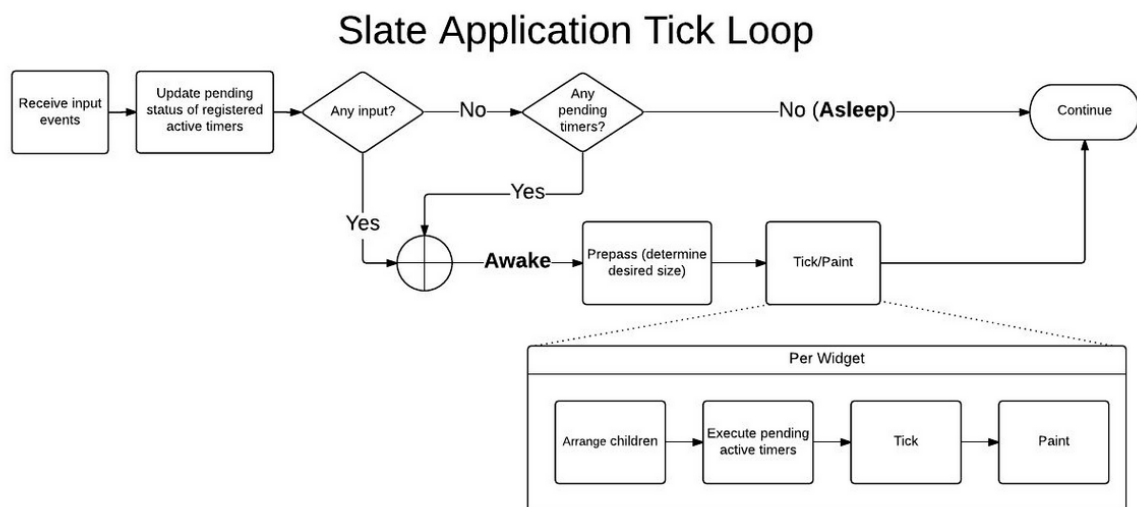 Slate Application Tick Loop
Receive input
events
Update pending
status of registered
active timers
Any input?
No
Any
pending
timers?
No (Asleep)
Continue
Yes
Yes
Awake
Prepass (determine
desired size)
Tick/Paint
Per Widget
Arrange children
Execute pending
active timers
Tick
Paint